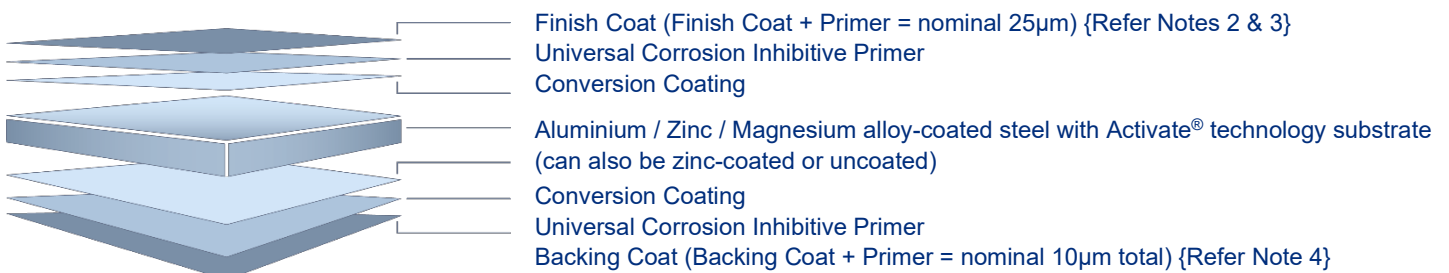 Finish Coat (Finish Coat + Primer = nominal 25µm) {Refer Notes 2 & 3}
Universal Corrosion Inhibitive Primer
Conversion Coating
Aluminium / Zinc / Magnesium alloy-coated steel with Activate® technology substrate
(can also be zinc-coated or uncoated)
Conversion Coating
Universal Corrosion Inhibitive Primer
Backing Coat (Backing Coat + Primer = nominal 10µm total) {Refer Note 4}